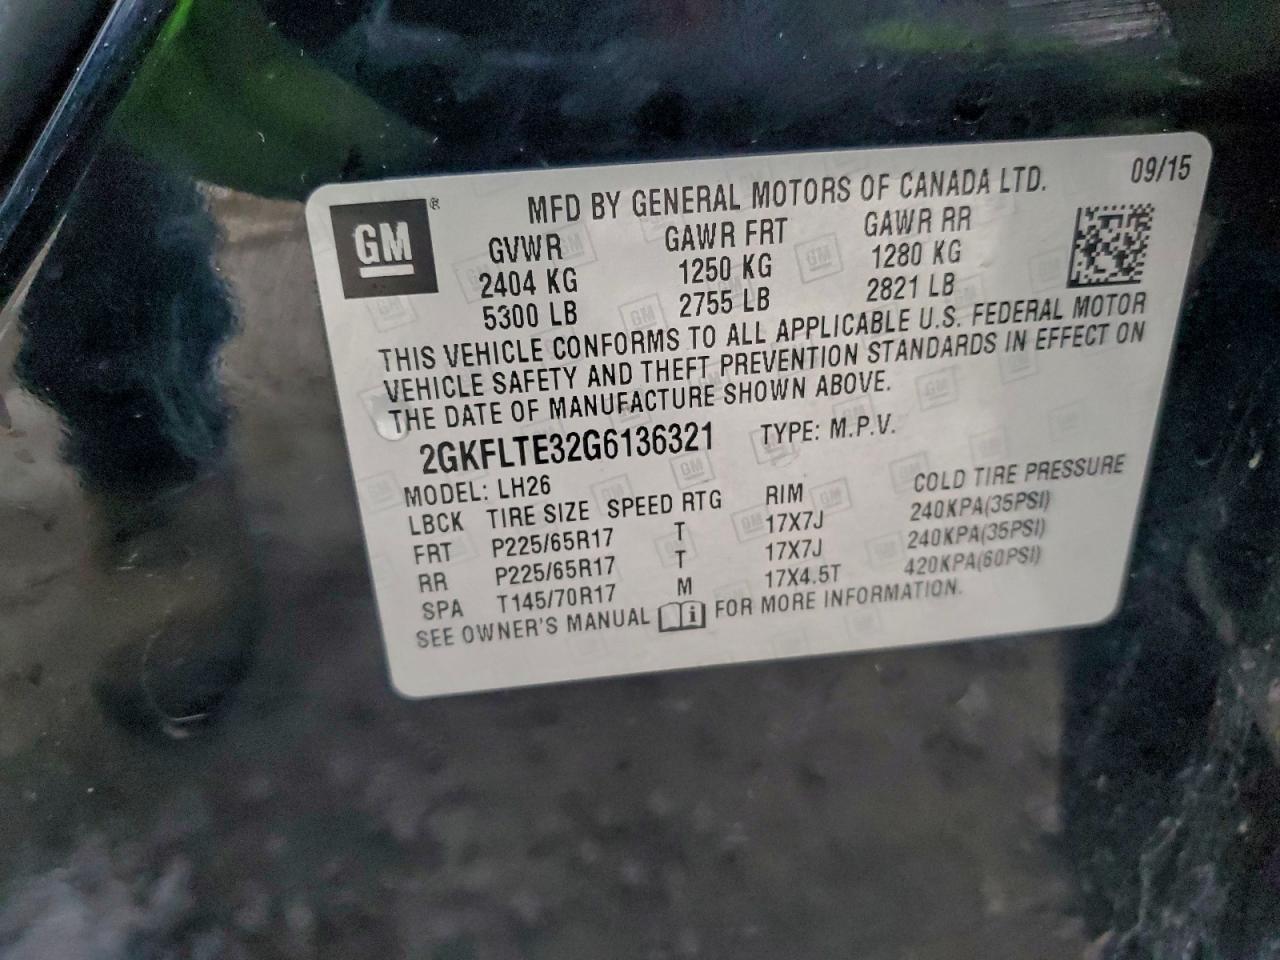 GM ® MFD BY GENERAL MOTORS OF CANADA LTD. 09/15
GVWR GAWR FRT GAWR RR
2404 KG 1250 KG 1280 KG
5300 LB 2755 LB 2821 LB
THIS VEHICLE CONFORMS TO ALL APPLICABLE U.S. FEDERAL MOTOR
VEHICLE SAFETY AND THEFT PREVENTION STANDARDS IN EFFECT ON
THE DATE OF MANUFACTURE SHOWN ABOVE.
2GKFLTE32G6136321 TYPE: M.P.V.
MODEL: LH26
LBCK TIRE SIZE SPEED RTG RIM COLD TIRE PRESSURE
FRT P225/65R17 T 17X7J 240KPA(35PSI)
RR P225/65R17 T 17X7J 240KPA(35PSI)
SPA T145/70R17 M 17X4.5T 420KPA(60PSI)
SEE OWNER'S MANUAL i FOR MORE INFORMATION.